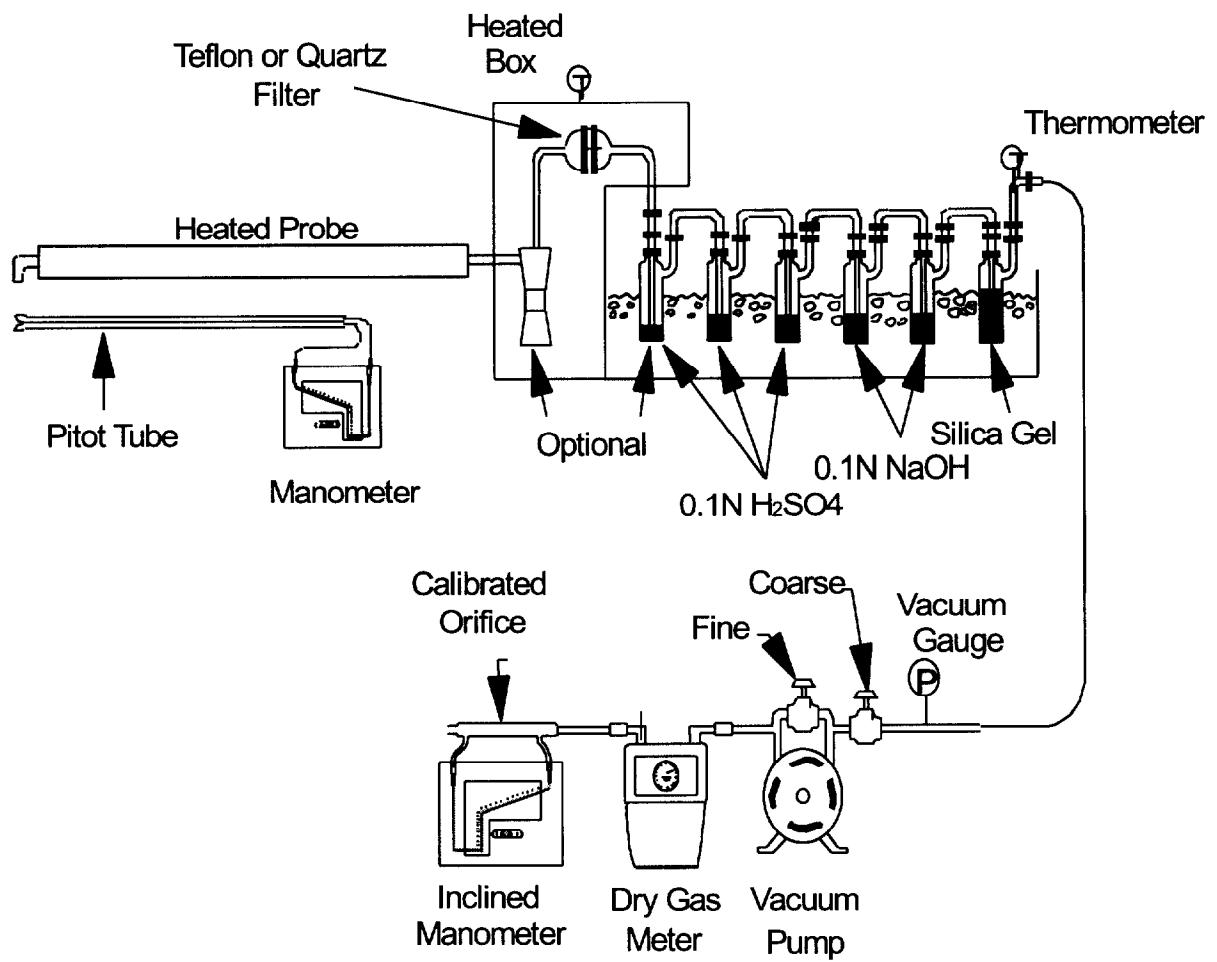 Heated
Box
Teflon or Quartz
Filter
T
Thermometer
T
Heated Probe
Pitot Tube
Manometer
Optional
Silica Gel
0.1N NaOH
0.1N H₂SO4
Calibrated
Orifice
Coarse
Fine
Vacuum
Gauge
P
Inclined
Manometer
Dry Gas
Meter
Vacuum
Pump